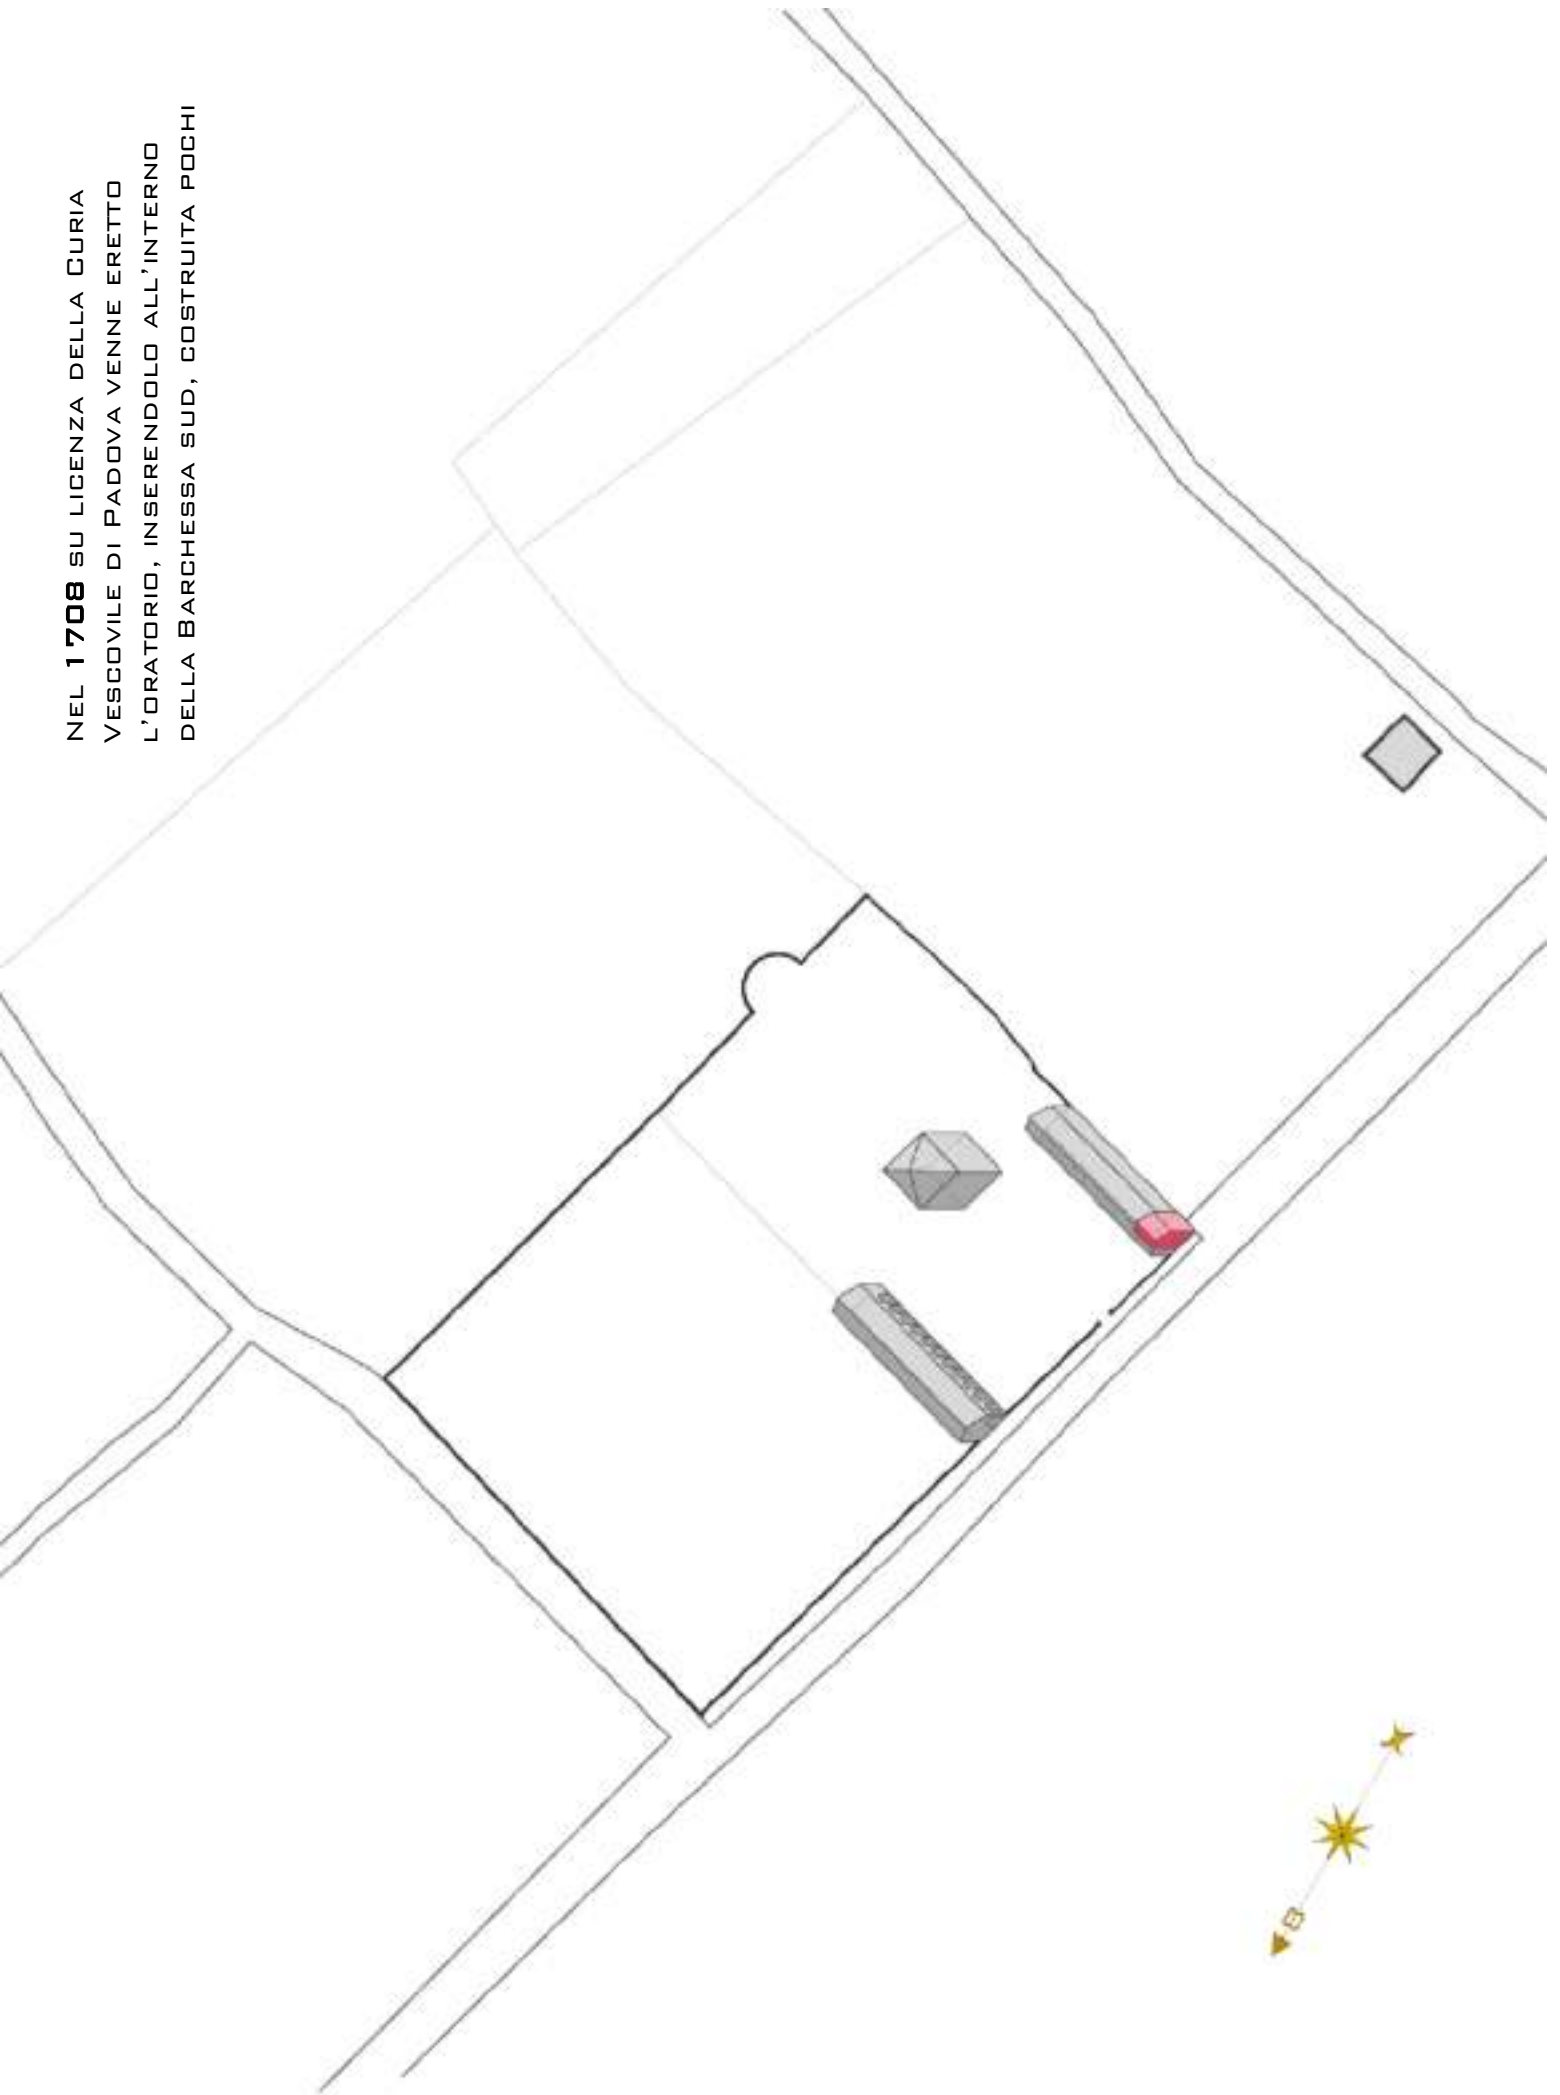 Nel 1708 su licenza della Curia
Vescovile di Padova venne eretto
l'oratorio, inserendolo all'interno
della Barchessa sud, costruita pochi